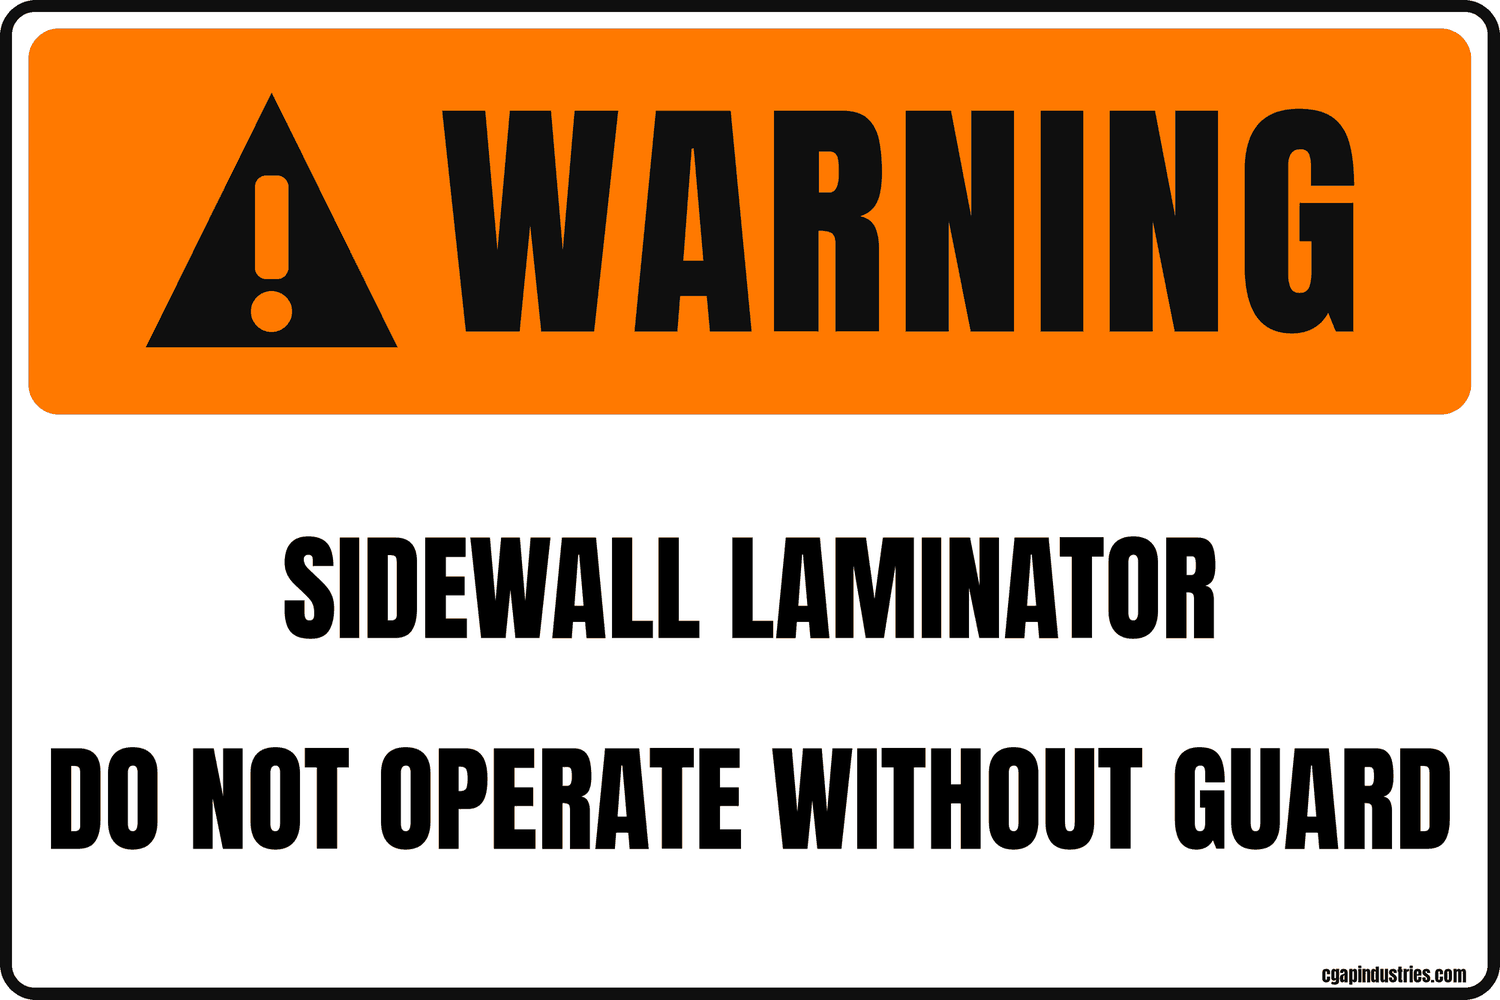 WARNING
SIDEWALL LAMINATOR
DO NOT OPERATE WITHOUT GUARD
cgapindustries.com